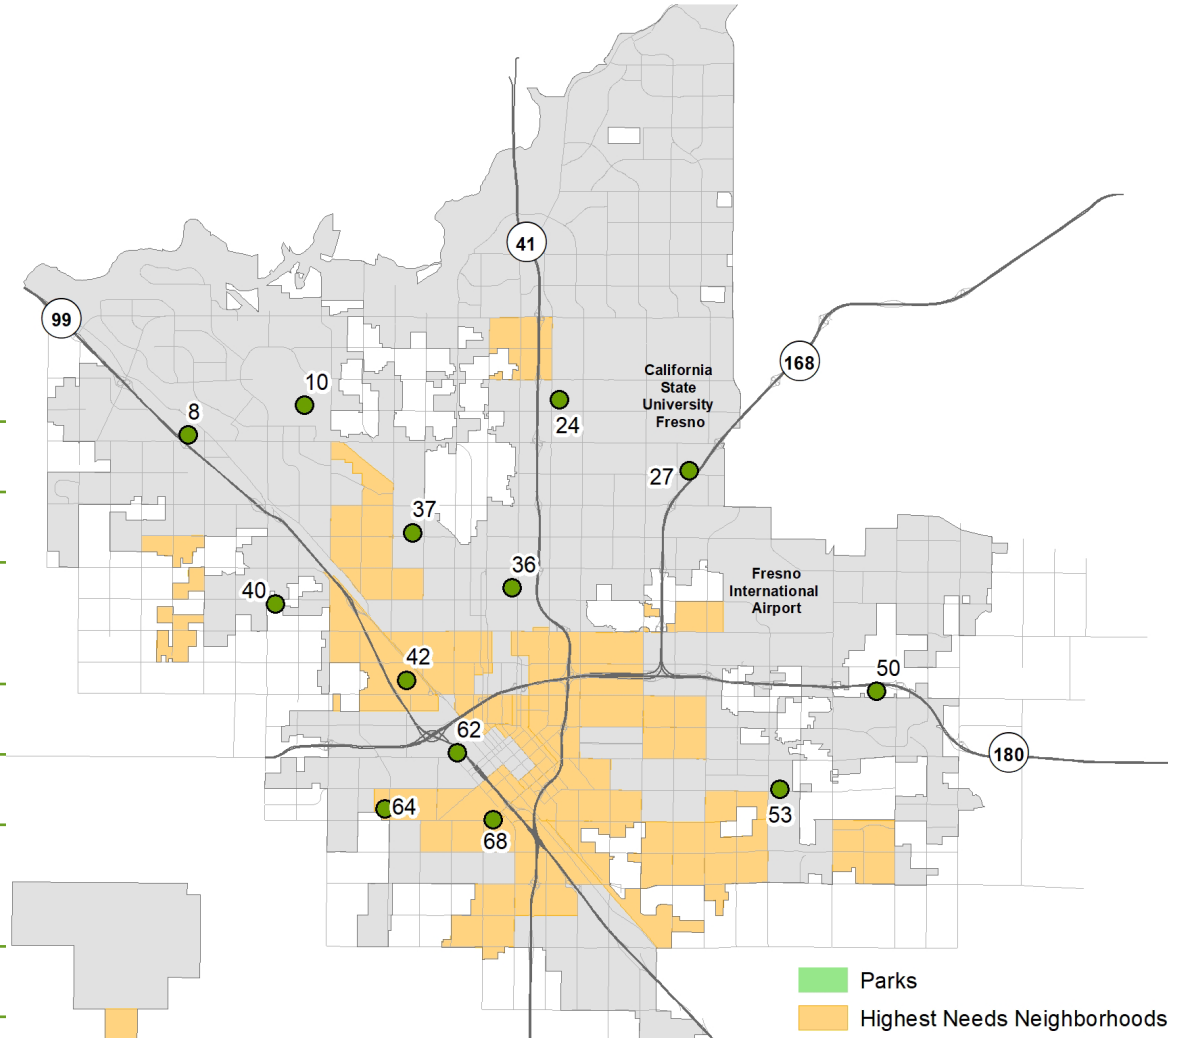 41
99
168
California
State
University
Fresno
10
8
24
27
37
36
Fresno
International
Airport
40
42
50
62
180
53
64
68
Parks
Highest Needs Neighborhoods